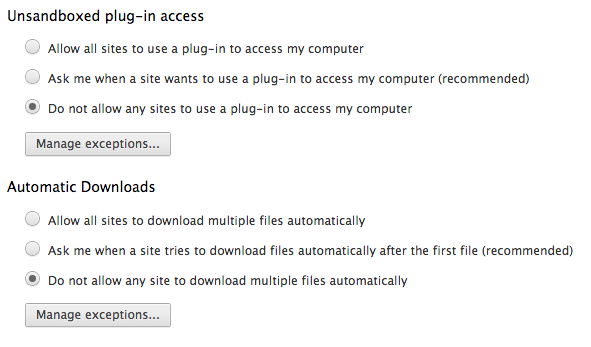 Unsandboxed plug-in access
Allow all sites to use a plug-in to access my computer
Ask me when a site wants to use a plug-in to access my computer (recommended)
Do not allow any sites to use a plug-in to access my computer
Manage exceptions...
Automatic Downloads
Allow all sites to download multiple files automatically
Ask me when a site tries to download files automatically after the first file (recommended)
Do not allow any site to download multiple files automatically
Manage exceptions...